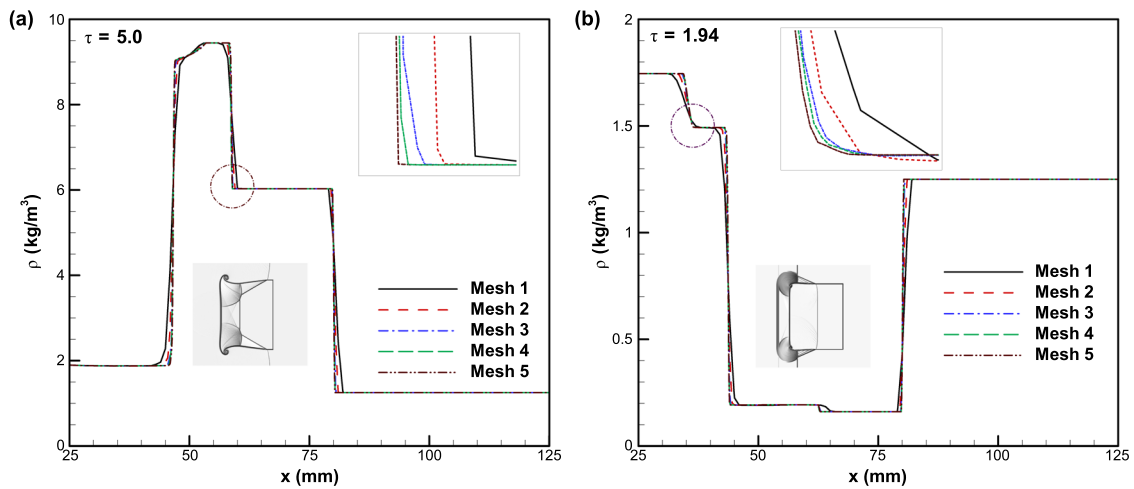 (a)
τ = 5.0
10
8
6
4
2
0
ρ (kg/m³)
25
50
75
100
125
x (mm)
Mesh 1
Mesh 2
Mesh 3
Mesh 4
Mesh 5
(b)
τ = 1.94
2
1.5
1
0.5
0
ρ (kg/m³)
25
50
75
100
125
x (mm)
Mesh 1
Mesh 2
Mesh 3
Mesh 4
Mesh 5